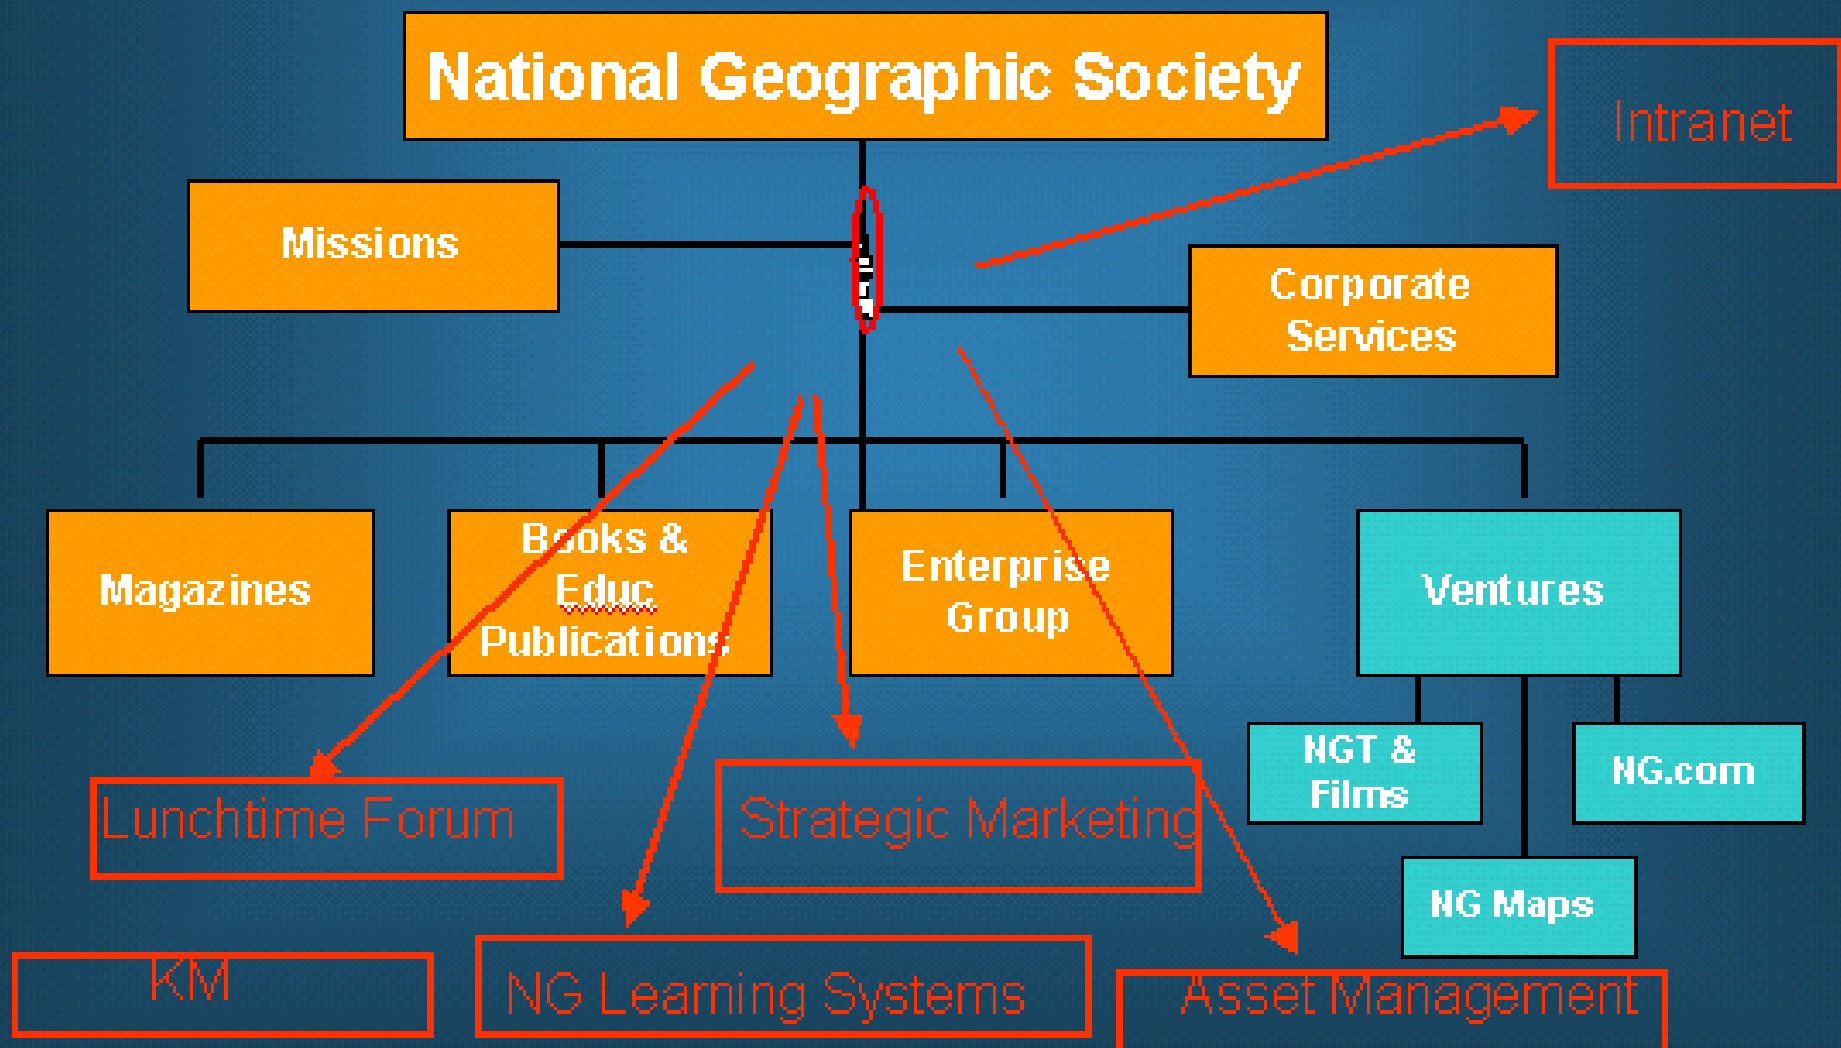 National Geographic Society
Intranet
Missions
Corporate
Services
Magazines
Books &
Educ
Publications
Enterprise
Group
Ventures
NGT &
Films
NG.com
NG Maps
Lunchtime Forum
Strategic Marketing
KM
NG Learning Systems
Asset Management